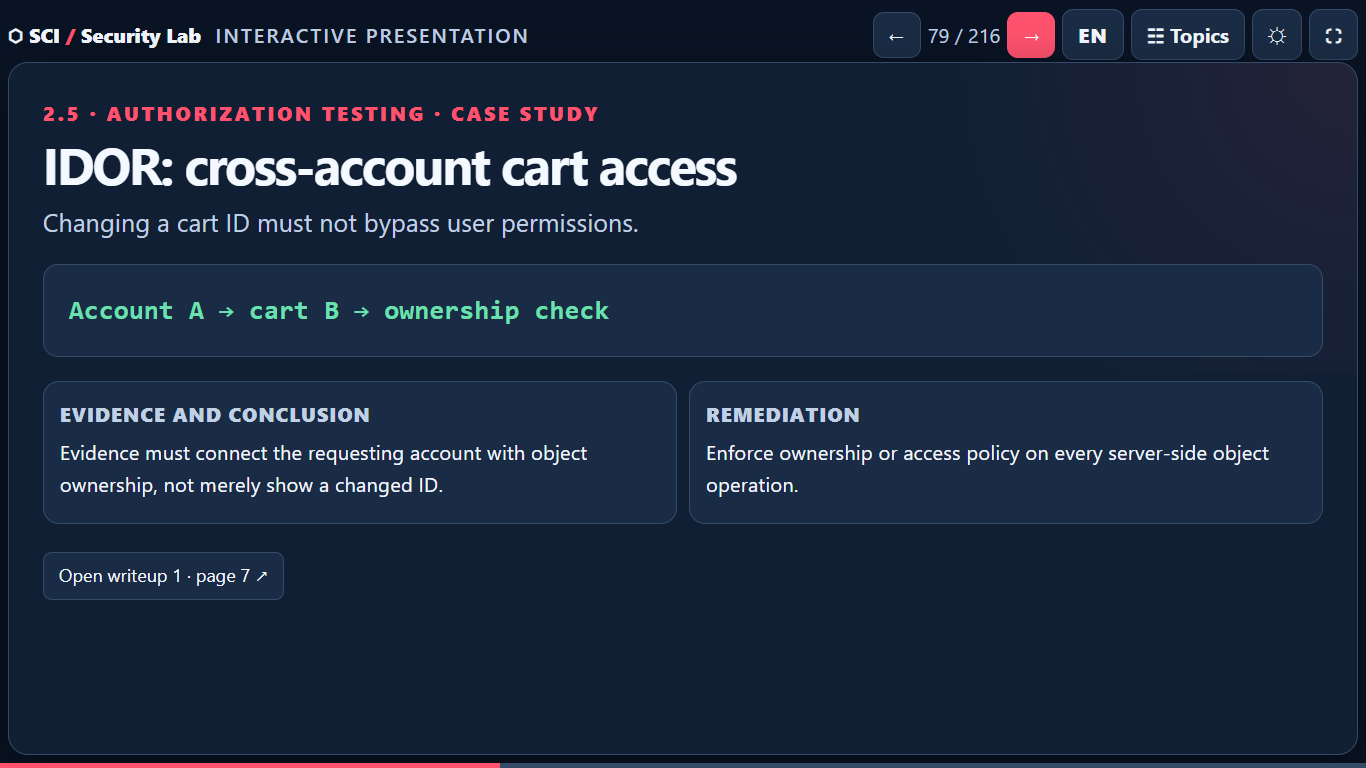 ⬡ SCI / Security Lab INTERACTIVE PRESENTATION
← 79 / 216 → EN ☷ Topics
2.5 · AUTHORIZATION TESTING · CASE STUDY
IDOR: cross-account cart access
Changing a cart ID must not bypass user permissions.
Account A → cart B → ownership check
EVIDENCE AND CONCLUSION
Evidence must connect the requesting account with object
ownership, not merely show a changed ID.
REMEDIATION
Enforce ownership or access policy on every server-side object
operation.
Open writeup 1 · page 7 ↗